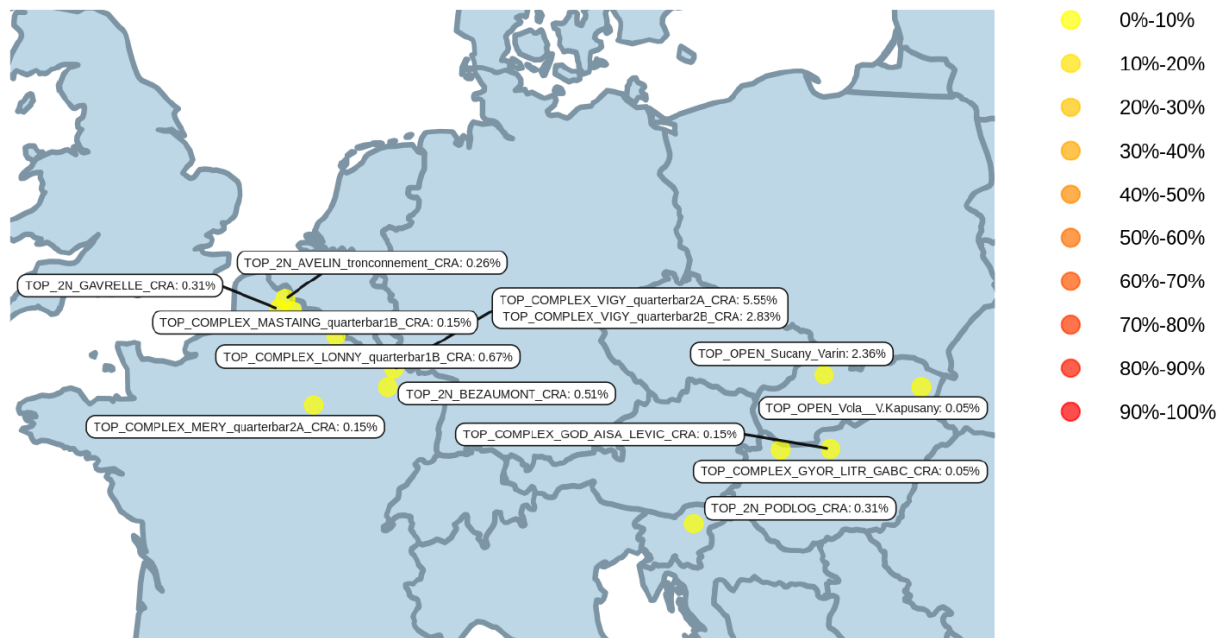 0%-10%
10%-20%
20%-30%
30%-40%
40%-50%
50%-60%
60%-70%
70%-80%
80%-90%
90%-100%
TOP_2N_AVELIN_tronconnement_CRA: 0.26%
TOP_2N_GAVRELLE_CRA: 0.31%
TOP_COMPLEX_VIGY_quarterbar2A_CRA: 5.55%
TOP_COMPLEX_VIGY_quarterbar2B_CRA: 2.83%
TOP_COMPLEX_MASTAING_quarterbar1B_CRA: 0.15%
TOP_COMPLEX_LONNY_quarterbar1B_CRA: 0.67%
TOP_OPEN_Sucany_Varin: 2.36%
TOP_2N_BEZAUMONT_CRA: 0.51%
TOP_OPEN_Vola__V.Kapusany: 0.05%
TOP_COMPLEX_MERY_quarterbar2A_CRA: 0.15%
TOP_COMPLEX_GOD_AISA_LEVIC_CRA: 0.15%
TOP_COMPLEX_GYOR_LITR_GABC_CRA: 0.05%
TOP_2N_PODLOG_CRA: 0.31%